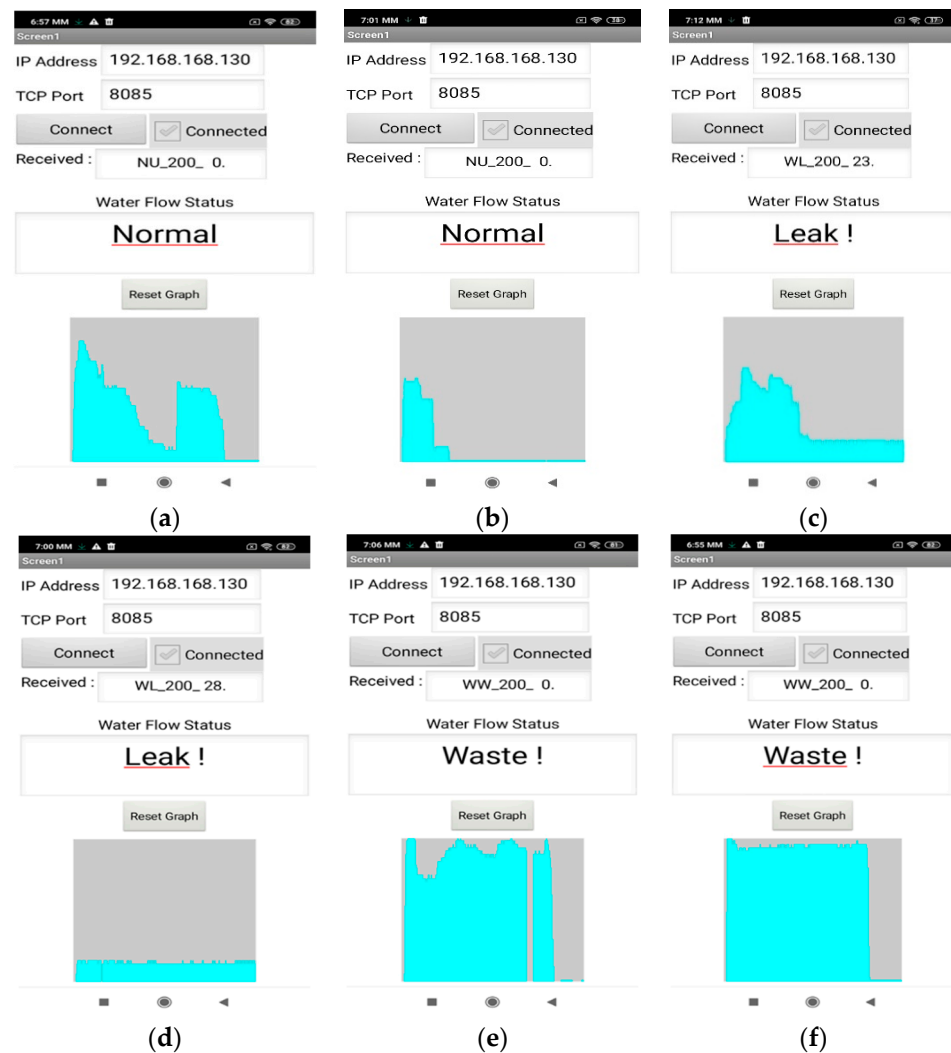 6:57 MM 82
Screen1
IP Address 192.168.168.130
TCP Port 8085
Connect Connected
Received : NU_200_ 0.
Water Flow Status
Normal
Reset Graph
(a)
7:01 MM
Screen1
IP Address 192.168.168.130
TCP Port 8085
Connect Connected
Received : NU_200_ 0.
Water Flow Status
Normal
Reset Graph
(b)
7:12 MM
Screen1
IP Address 192.168.168.130
TCP Port 8085
Connect Connected
Received : WL_200_ 23.
Water Flow Status
Leak !
Reset Graph
(c)
7:00 MM 82
Screen1
IP Address 192.168.168.130
TCP Port 8085
Connect Connected
Received : WL_200_ 28.
Water Flow Status
Leak !
Reset Graph
(d)
7:06 MM 81
Screen1
IP Address 192.168.168.130
TCP Port 8085
Connect Connected
Received : WW_200_ 0.
Water Flow Status
Waste !
Reset Graph
(e)
6:55 MM 82
Screen1
IP Address 192.168.168.130
TCP Port 8085
Connect Connected
Received : WW_200_ 0.
Water Flow Status
Waste !
Reset Graph
(f)